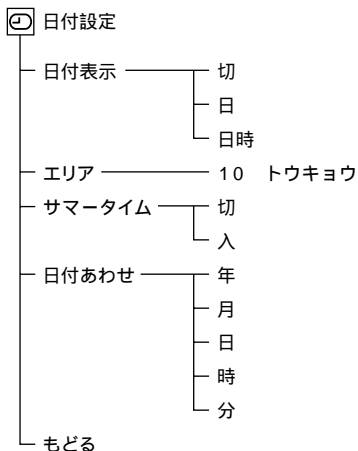 日付設定
日付表示 切
日
日時
エリア 10 トウキョウ
サマータイム 切
入
日付あわせ 年
月
日
時
分
もどる